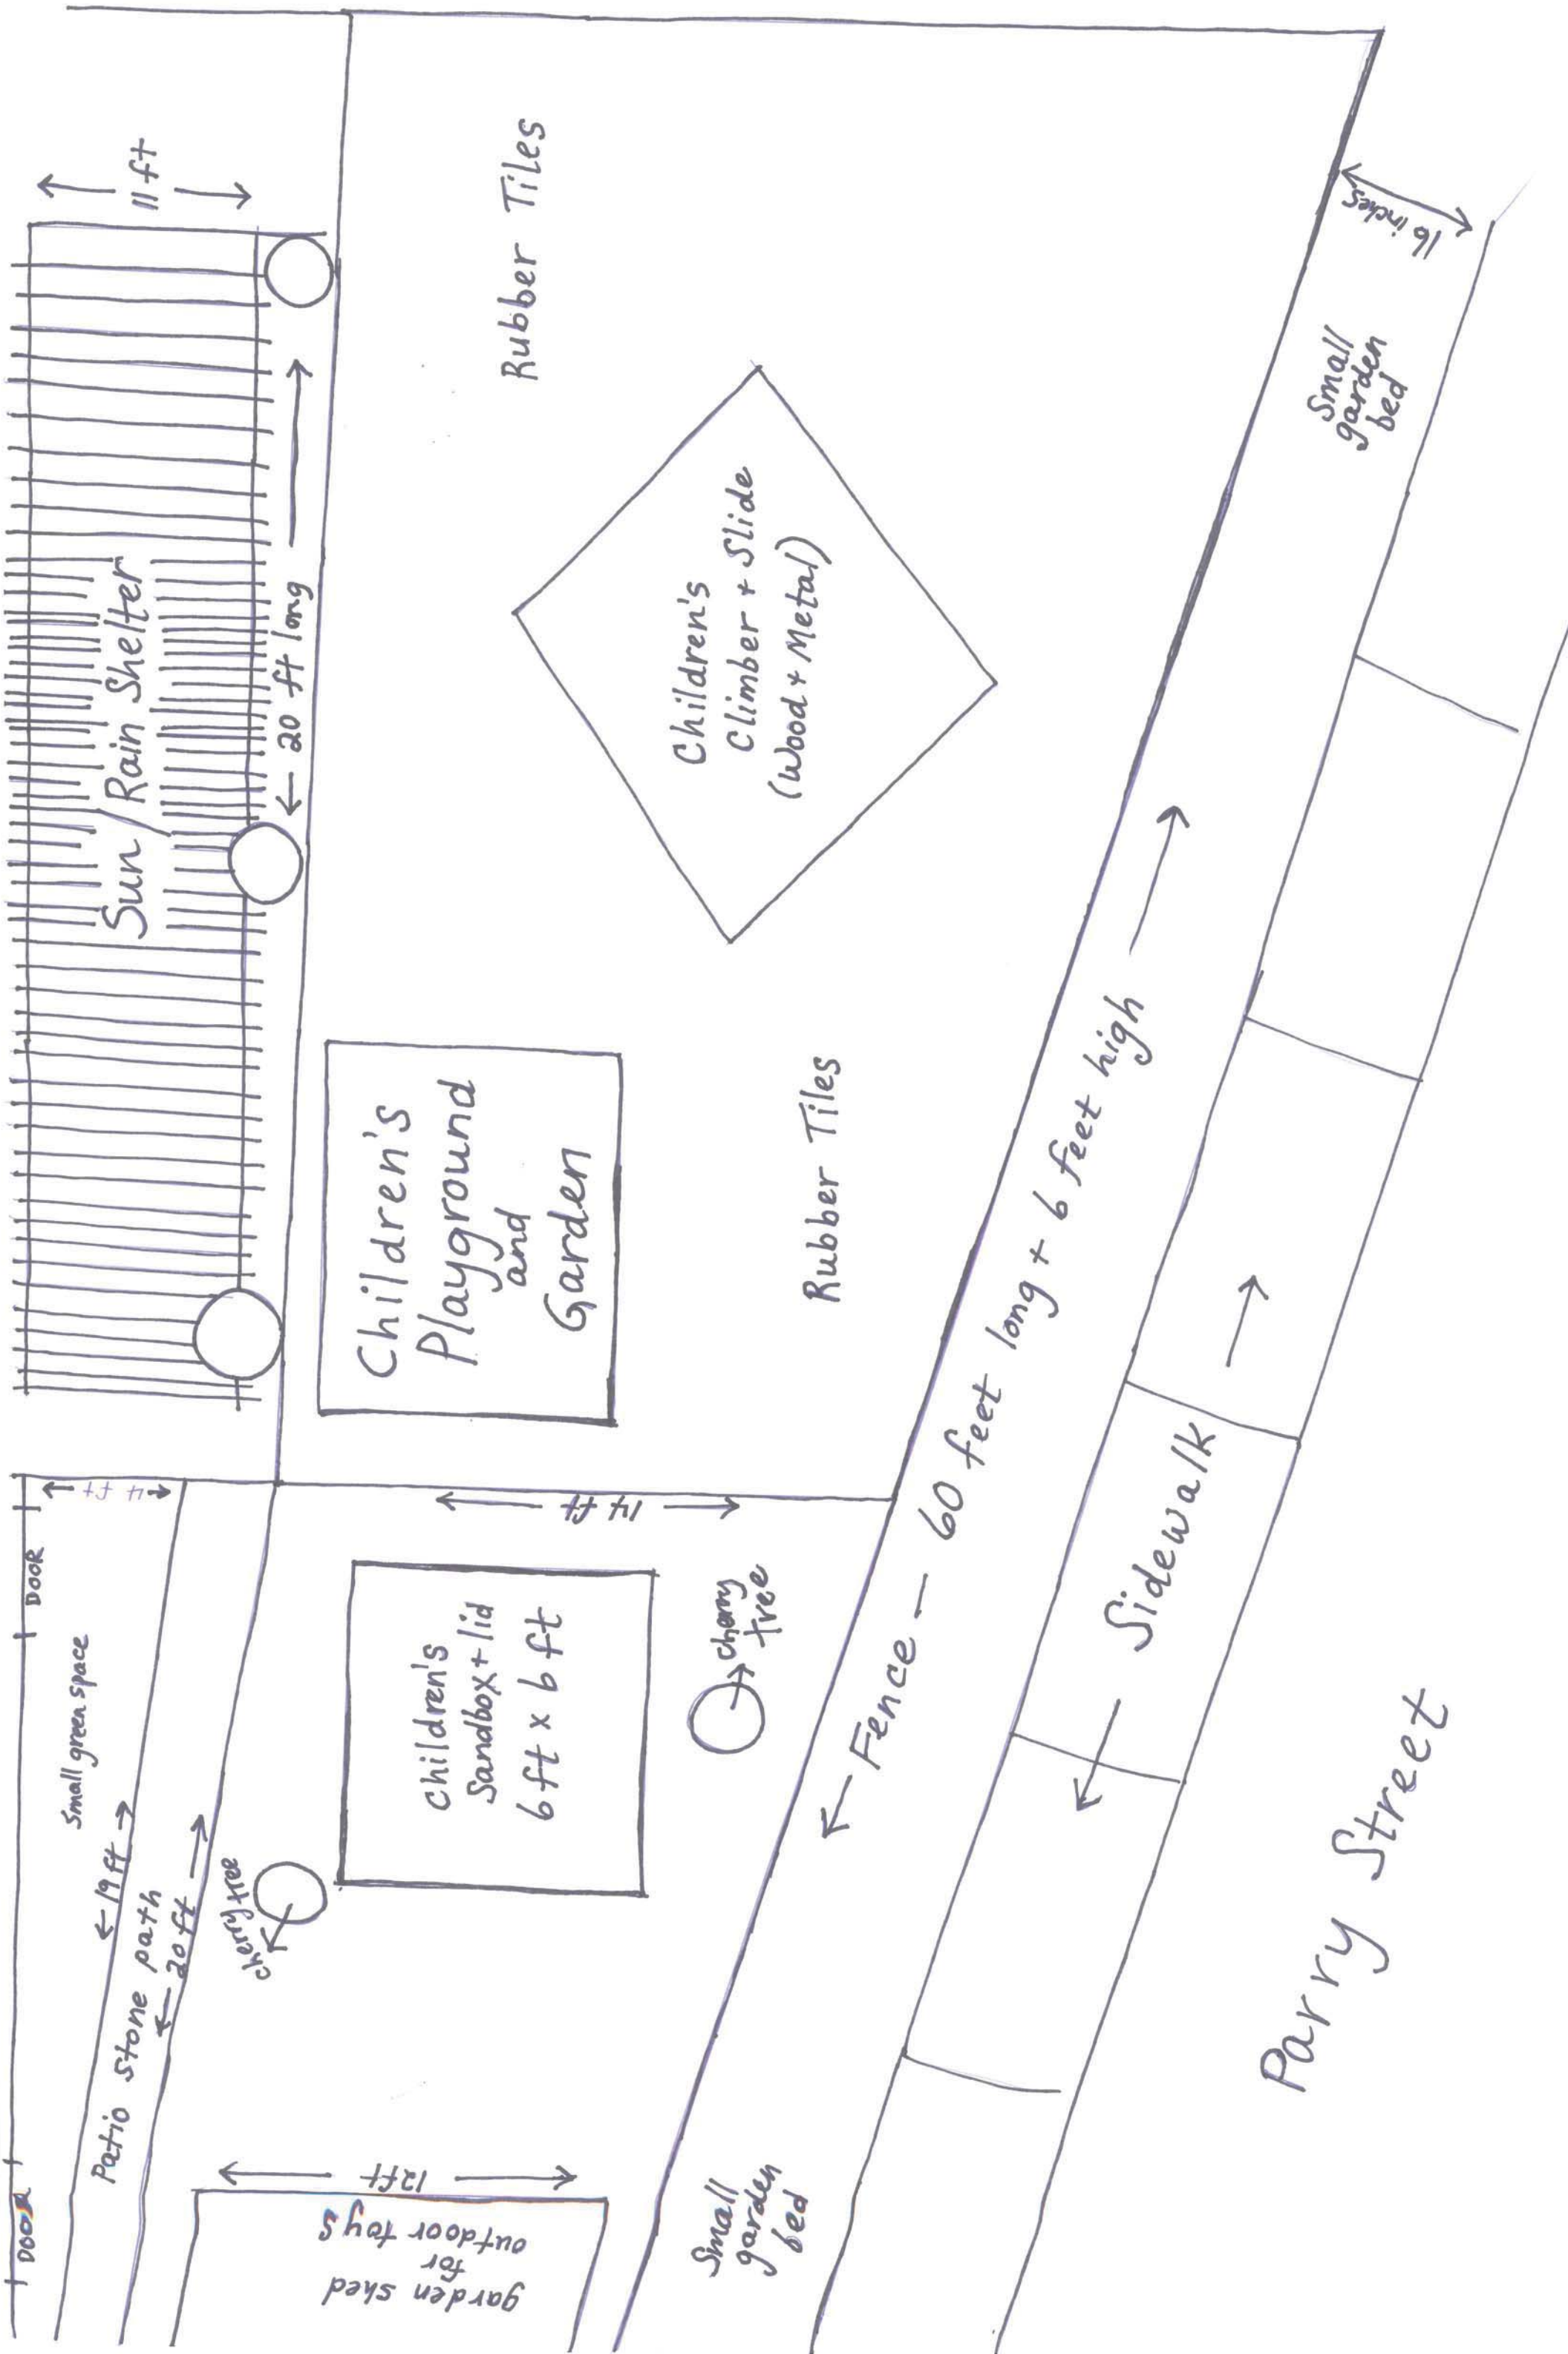 11 ft
Sun / Rain Shelter
20 ft long
Rubber Tiles
Children's
Climber + Slide
(Wood + Metal)
Children's
Playground
and
Garden
Rubber Tiles
DOOR
4 ft
Small green space
19 ft
Patio stone path
20 ft
DOOR
cherry tree
14 ft
Children's
Sandbox + lid
6 ft x 6 ft
cherry
tree
12ft
garden shed
for
outdoor toys
Fence - 60 feet long + 6 feet high
16 inches
Small
garden
bed
Small
garden
bed
Sidewalk
Parry Street